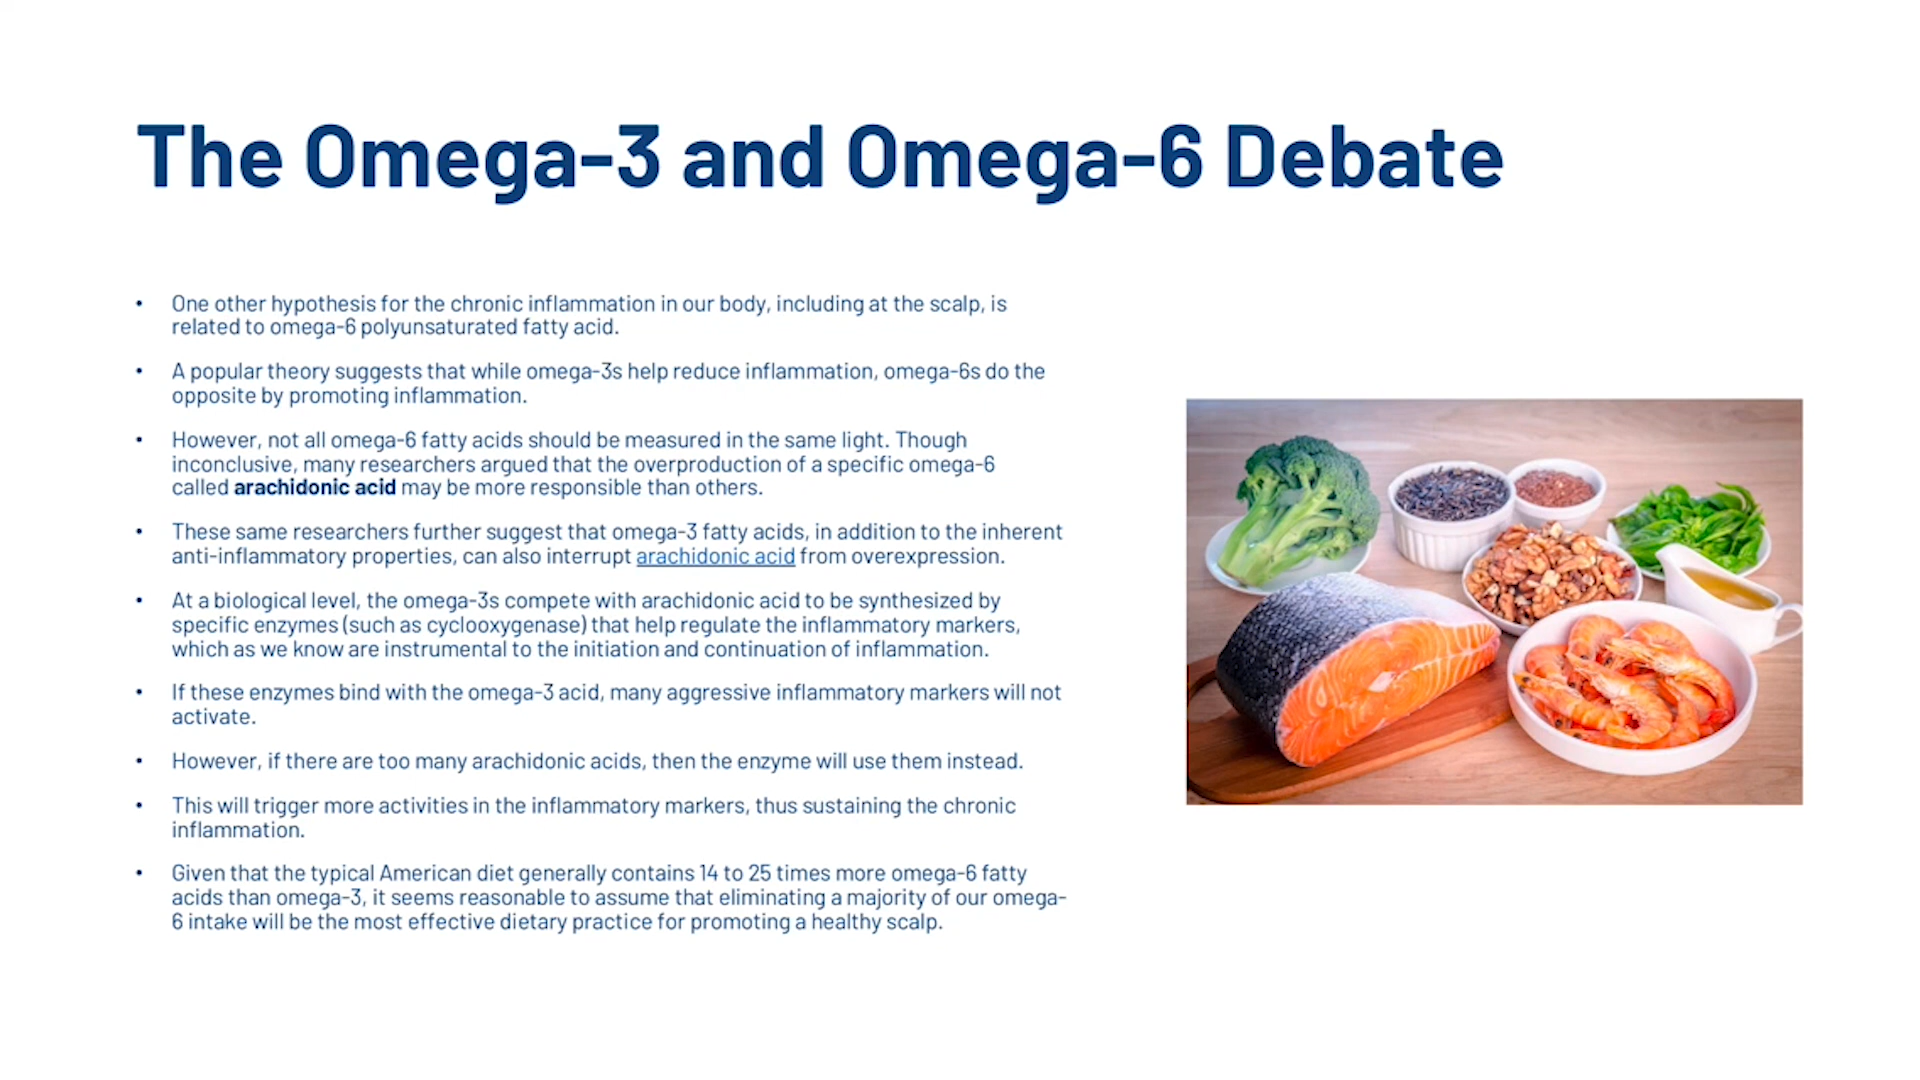 The Omega-3 and Omega-6 Debate
• One other hypothesis for the chronic inflammation in our body, including at the scalp, is
related to omega-6 polyunsaturated fatty acid.
• A popular theory suggests that while omega-3s help reduce inflammation, omega-6s do the
opposite by promoting inflammation.
• However, not all omega-6 fatty acids should be measured in the same light. Though
inconclusive, many researchers argued that the overproduction of a specific omega-6
called arachidonic acid may be more responsible than others.
• These same researchers further suggest that omega-3 fatty acids, in addition to the inherent
anti-inflammatory properties, can also interrupt arachidonic acid from overexpression.
• At a biological level, the omega-3s compete with arachidonic acid to be synthesized by
specific enzymes (such as cyclooxygenase) that help regulate the inflammatory markers,
which as we know are instrumental to the initiation and continuation of inflammation.
• If these enzymes bind with the omega-3 acid, many aggressive inflammatory markers will not
activate.
• However, if there are too many arachidonic acids, then the enzyme will use them instead.
• This will trigger more activities in the inflammatory markers, thus sustaining the chronic
inflammation.
• Given that the typical American diet generally contains 14 to 25 times more omega-6 fatty
acids than omega-3, it seems reasonable to assume that eliminating a majority of our omega-
6 intake will be the most effective dietary practice for promoting a healthy scalp.